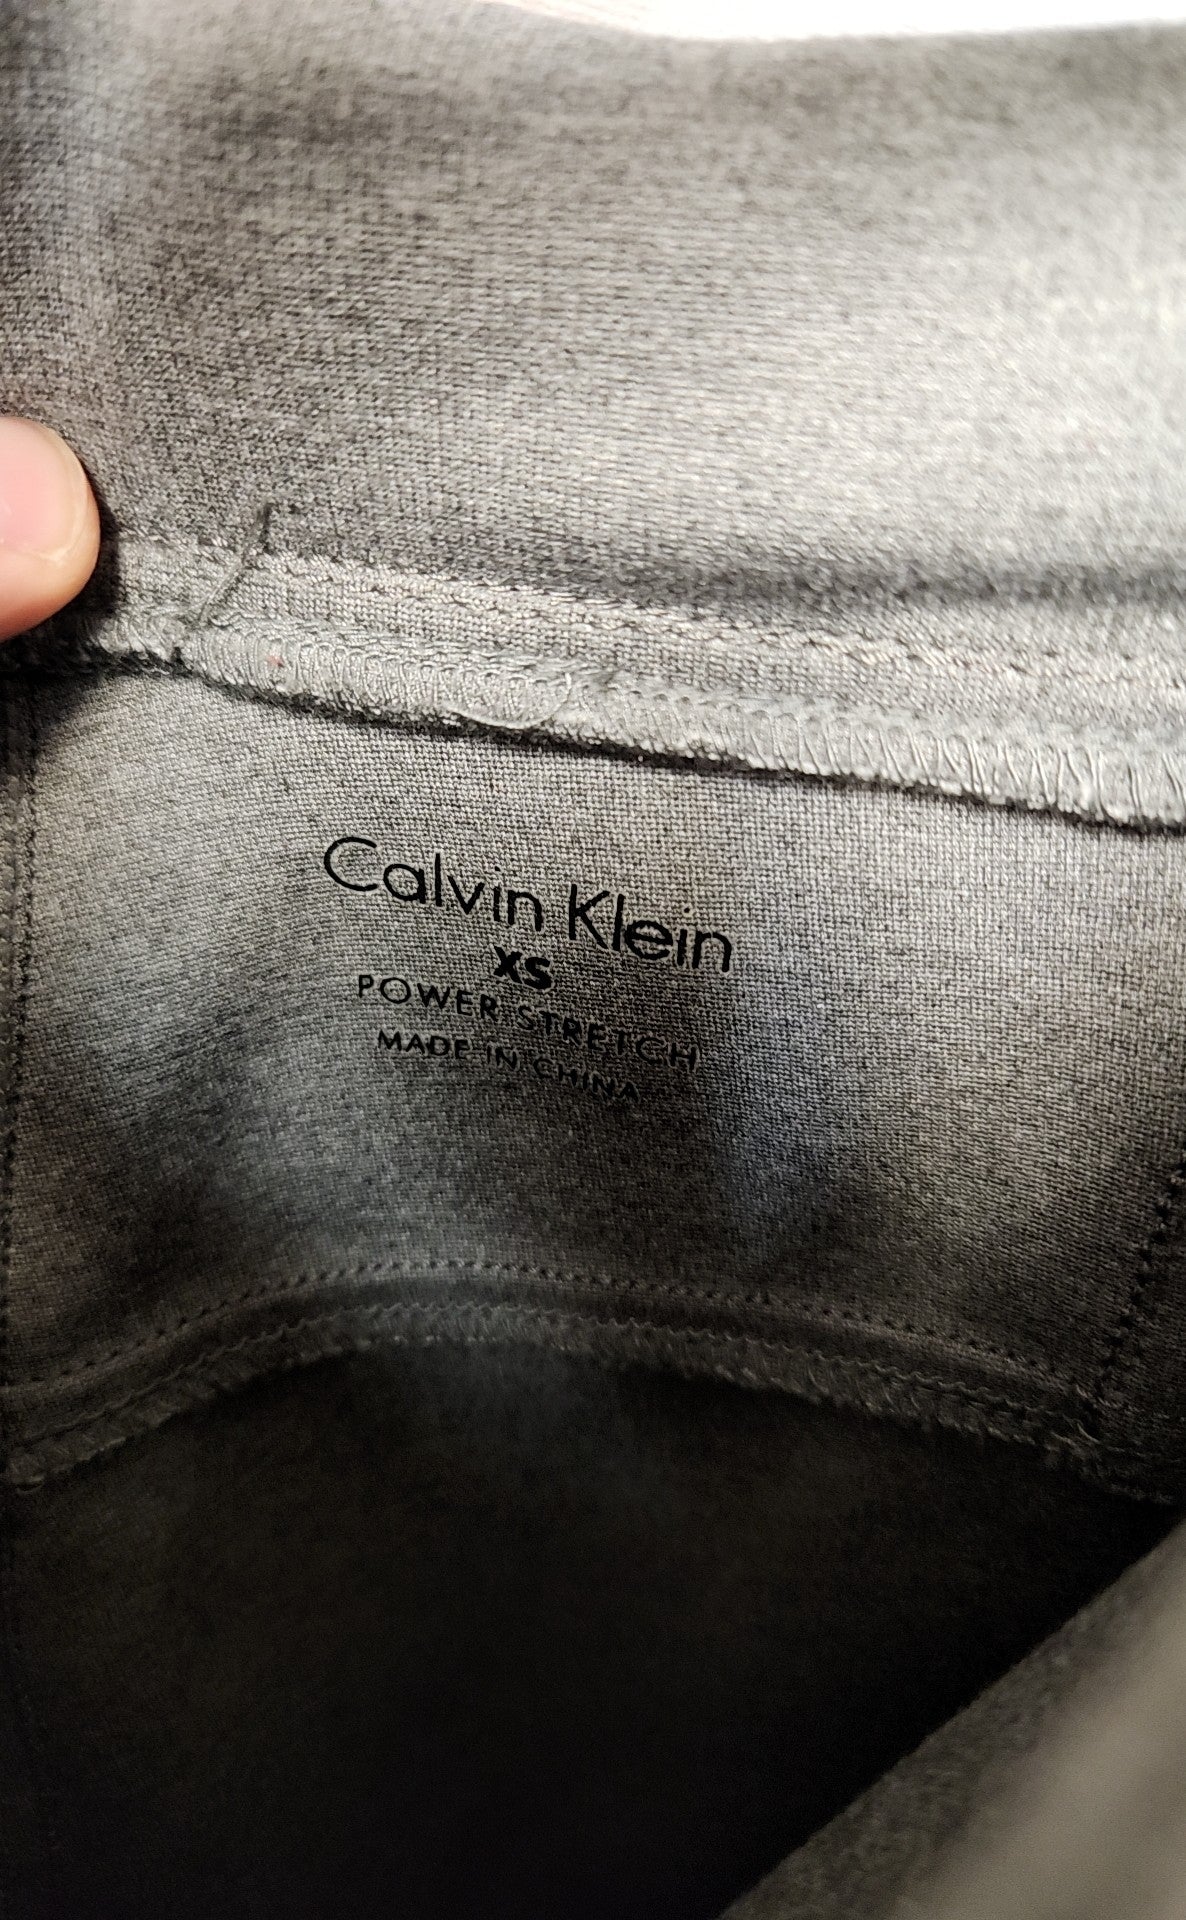 Calvin Klein
XS
POWER STRETCH
MADE IN CHINA